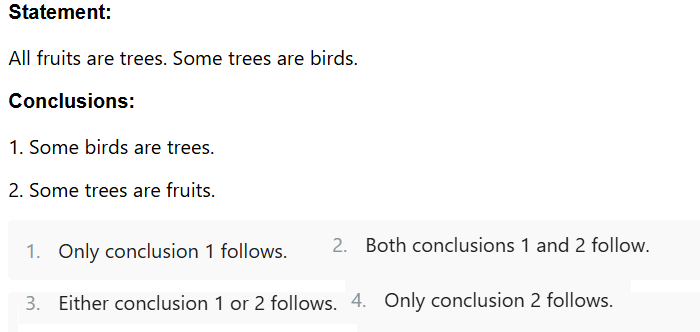 Statement:
All fruits are trees. Some trees are birds.
Conclusions:
1. Some birds are trees.
2. Some trees are fruits.
1. Only conclusion 1 follows.
2. Both conclusions 1 and 2 follow.
3. Either conclusion 1 or 2 follows.
4. Only conclusion 2 follows.